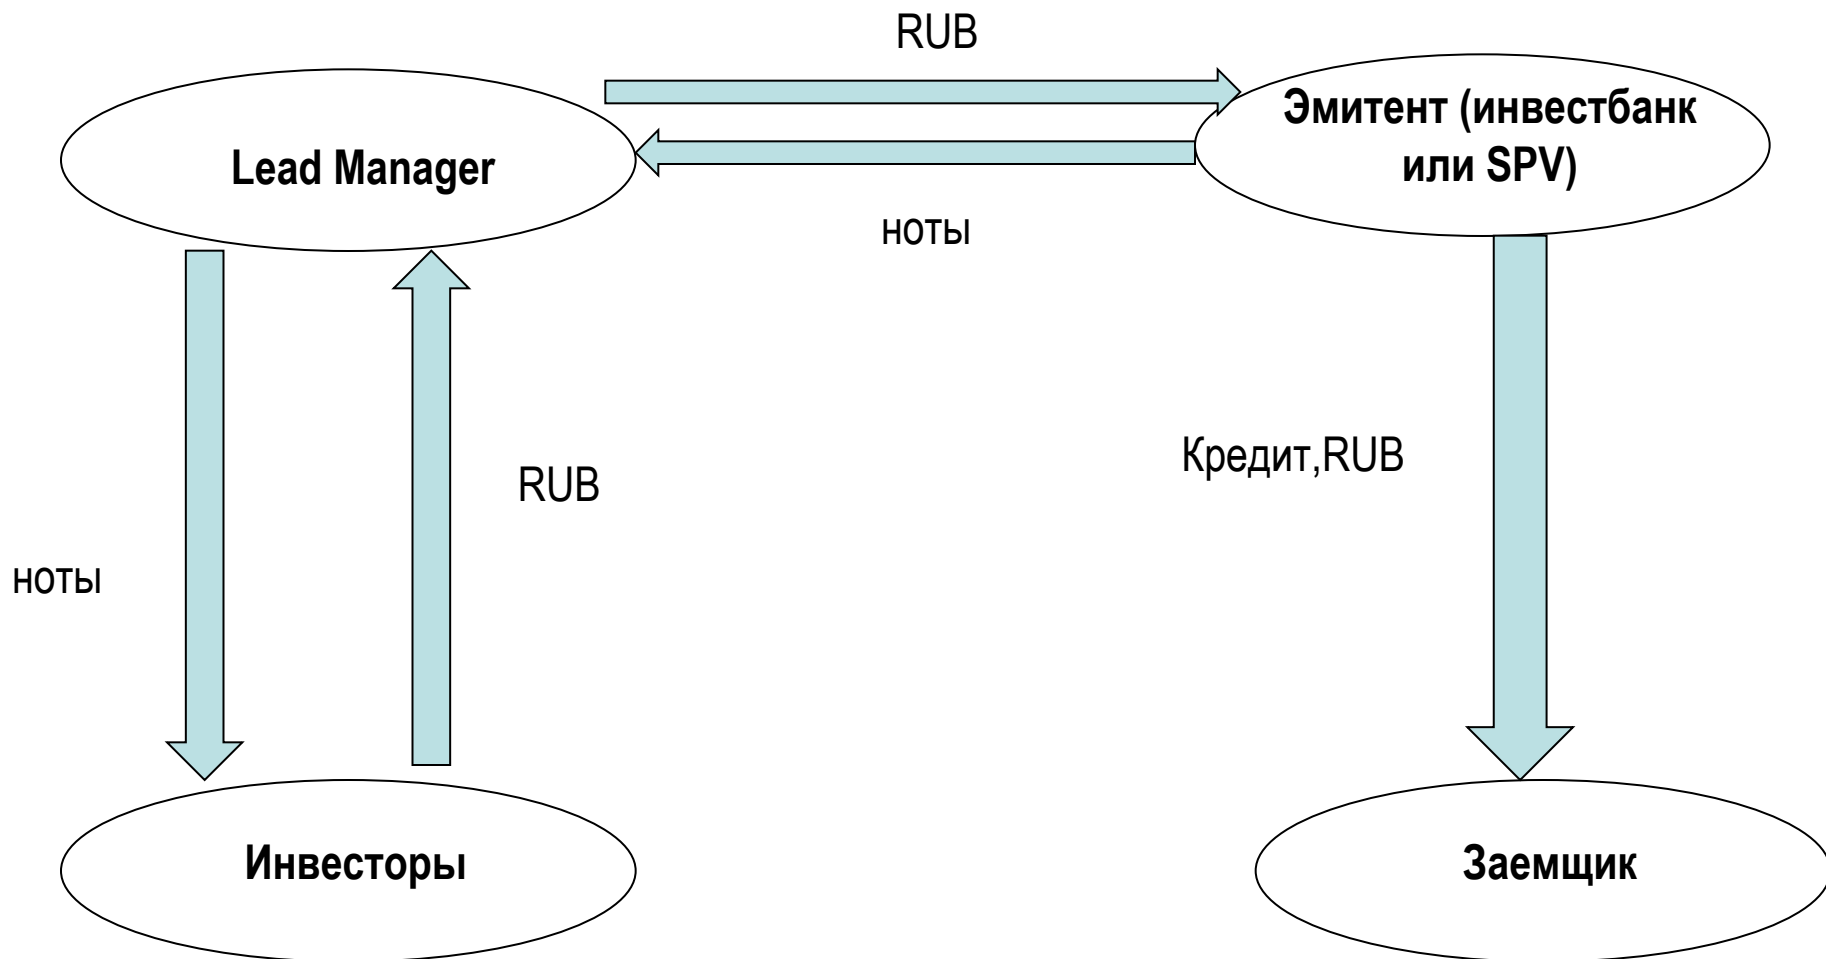 RUB
Эмитент (инвестбанк
или SPV)
Lead Manager
ноты
Кредит,RUB
RUB
ноты
Инвесторы
Заемщик